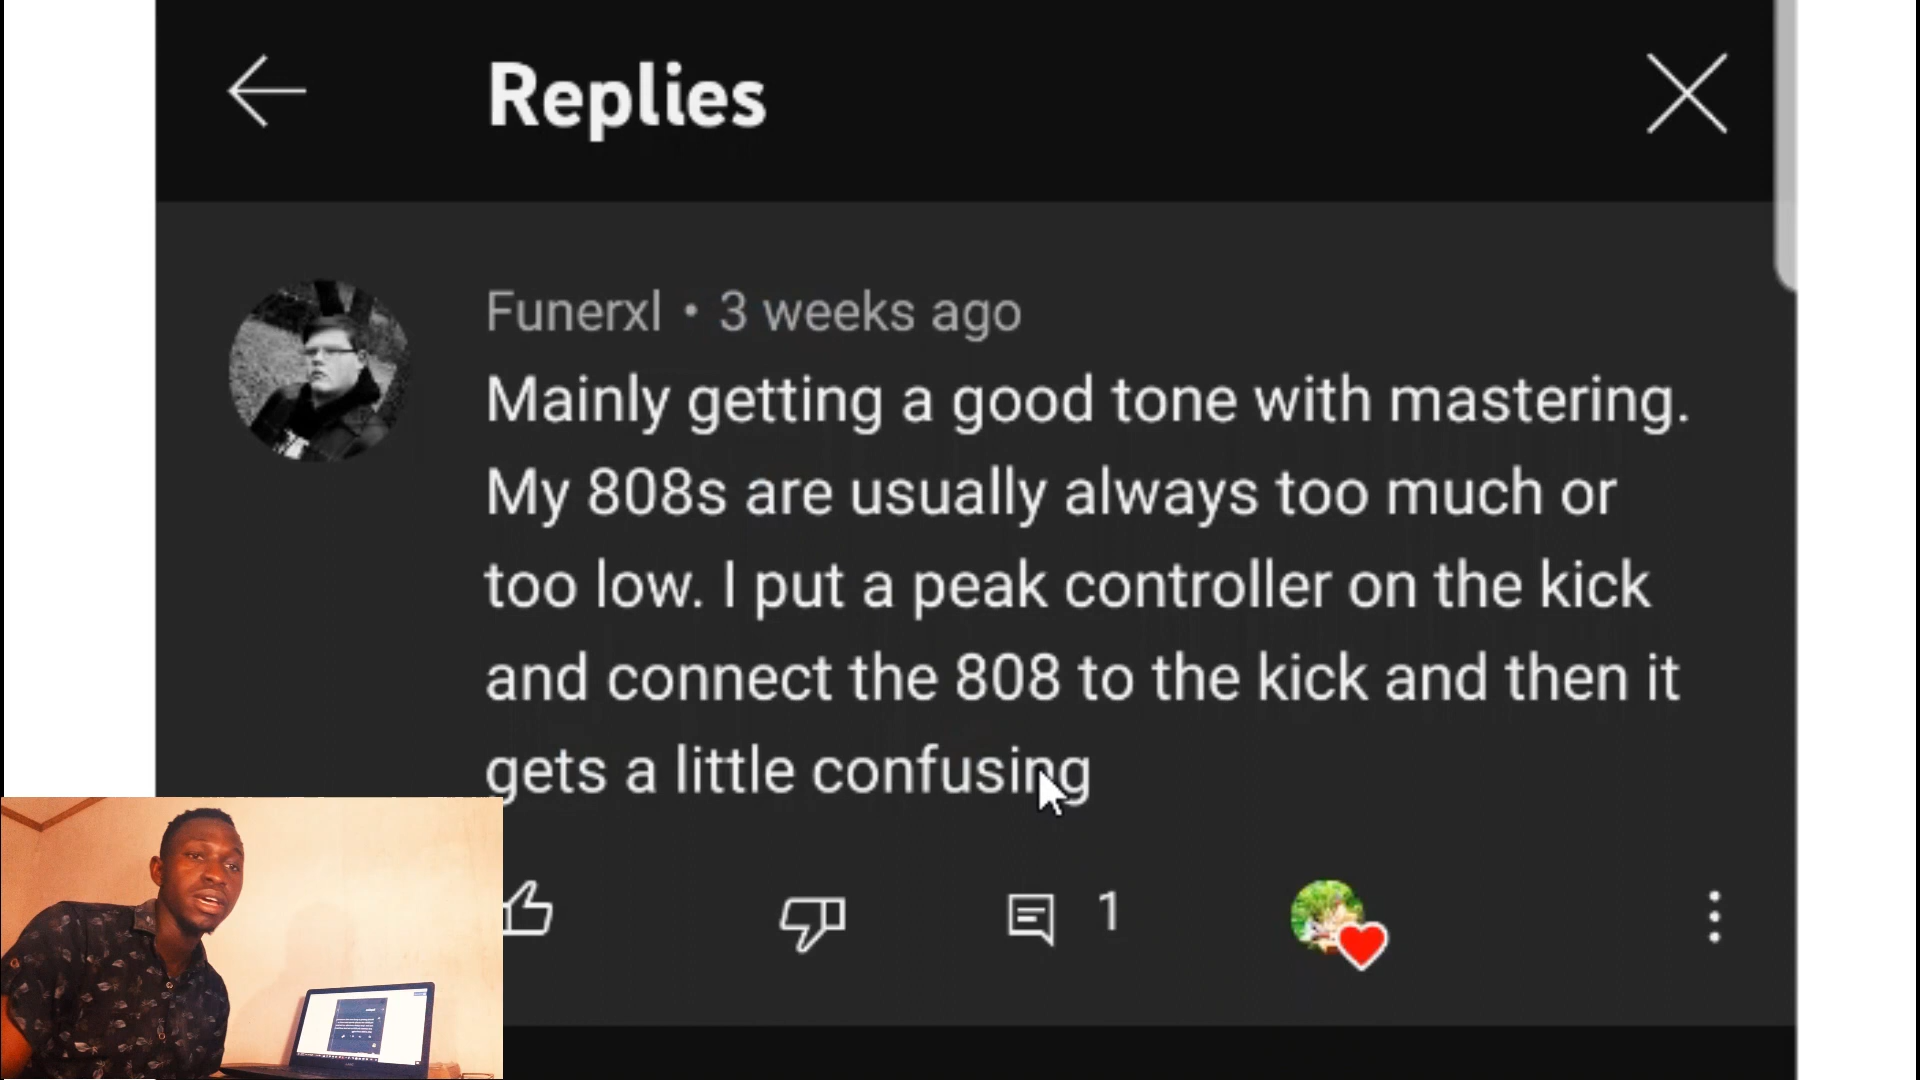 Replies
Funerxl • 3 weeks ago
Mainly getting a good tone with mastering.
My 808s are usually always too much or
too low. I put a peak controller on the kick
and connect the 808 to the kick and then it
gets a little confusing
1